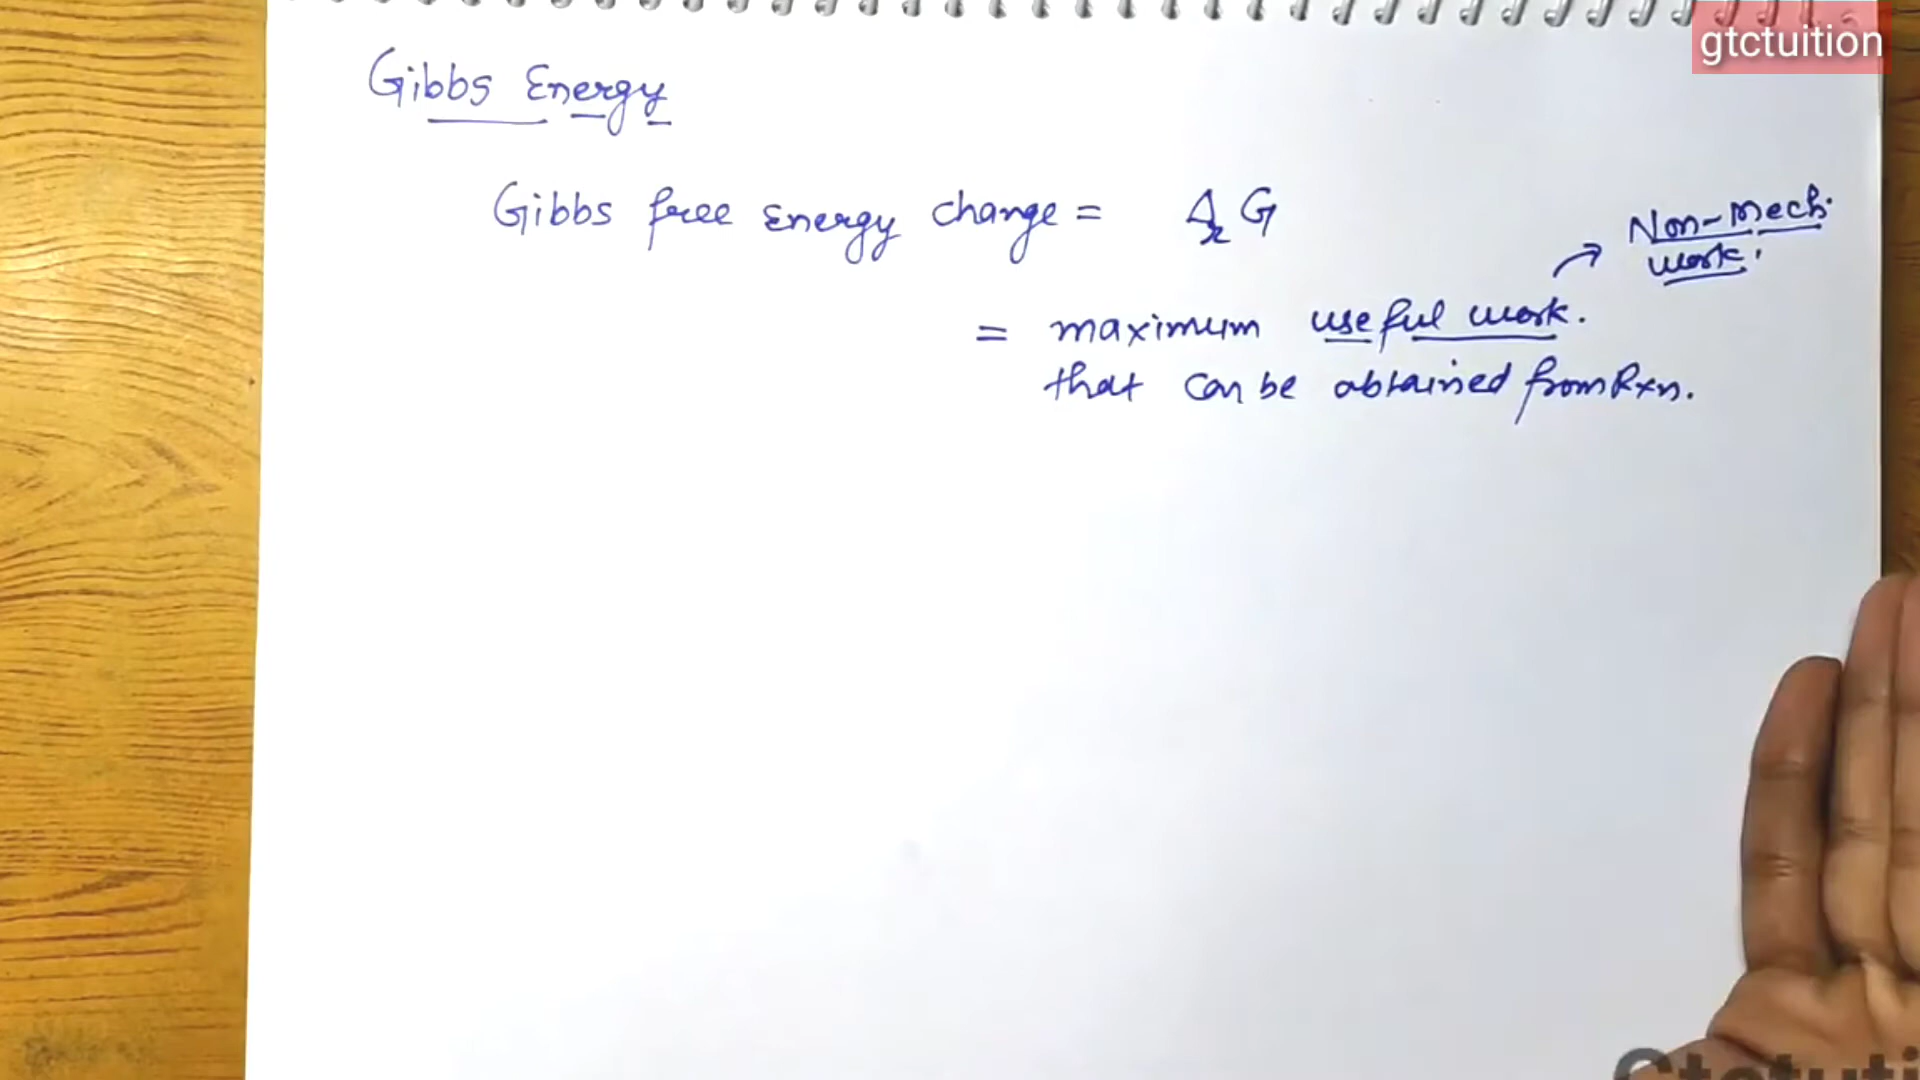 gtctuition
Gibbs Energy
Gibbs free Energy change = ΔrG
Non-Mech.
work.
= maximum useful work.
that can be obtained from Rxn.
Gtctuiti